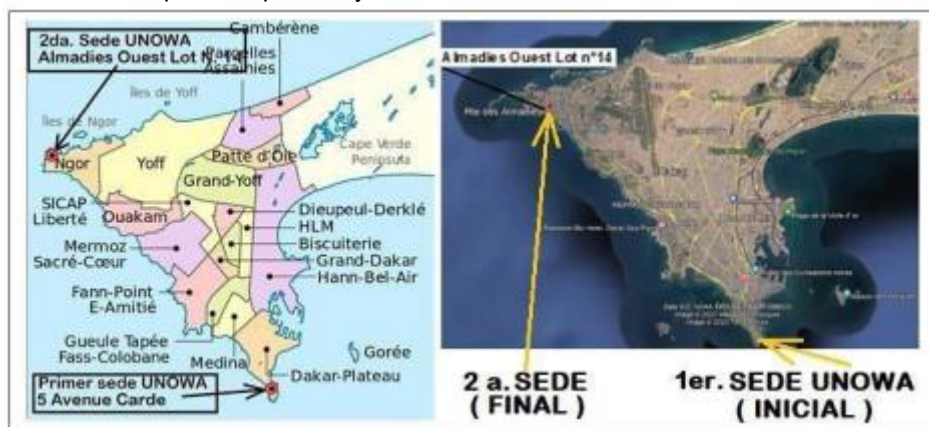 2da. Sede UNOWA
Almadies Ouest Lot N. 14
Cambérène
Parcelles
Assainies
Îles de Yoff
Îles de Ngor
Ngor
Yoff
Patte d'Oie
Grand-Yoff
Cape Verde
Peninsula
SICAP
Liberté
Ouakam
Mermoz
Sacré-Cœur
Fann-Point
E-Amitié
Gueule Tapée
Fass-Colobane
Medina
Dieupeul-Derklé
HLM
Biscuiterie
Grand-Dakar
Hann-Bel-Air
Gorée
Dakar-Plateau
Primer sede UNOWA
5 Avenue Carde
Almadies Ouest Lot n°14
2 a. SEDE
( FINAL )
1er. SEDE UNOWA
( INICIAL )